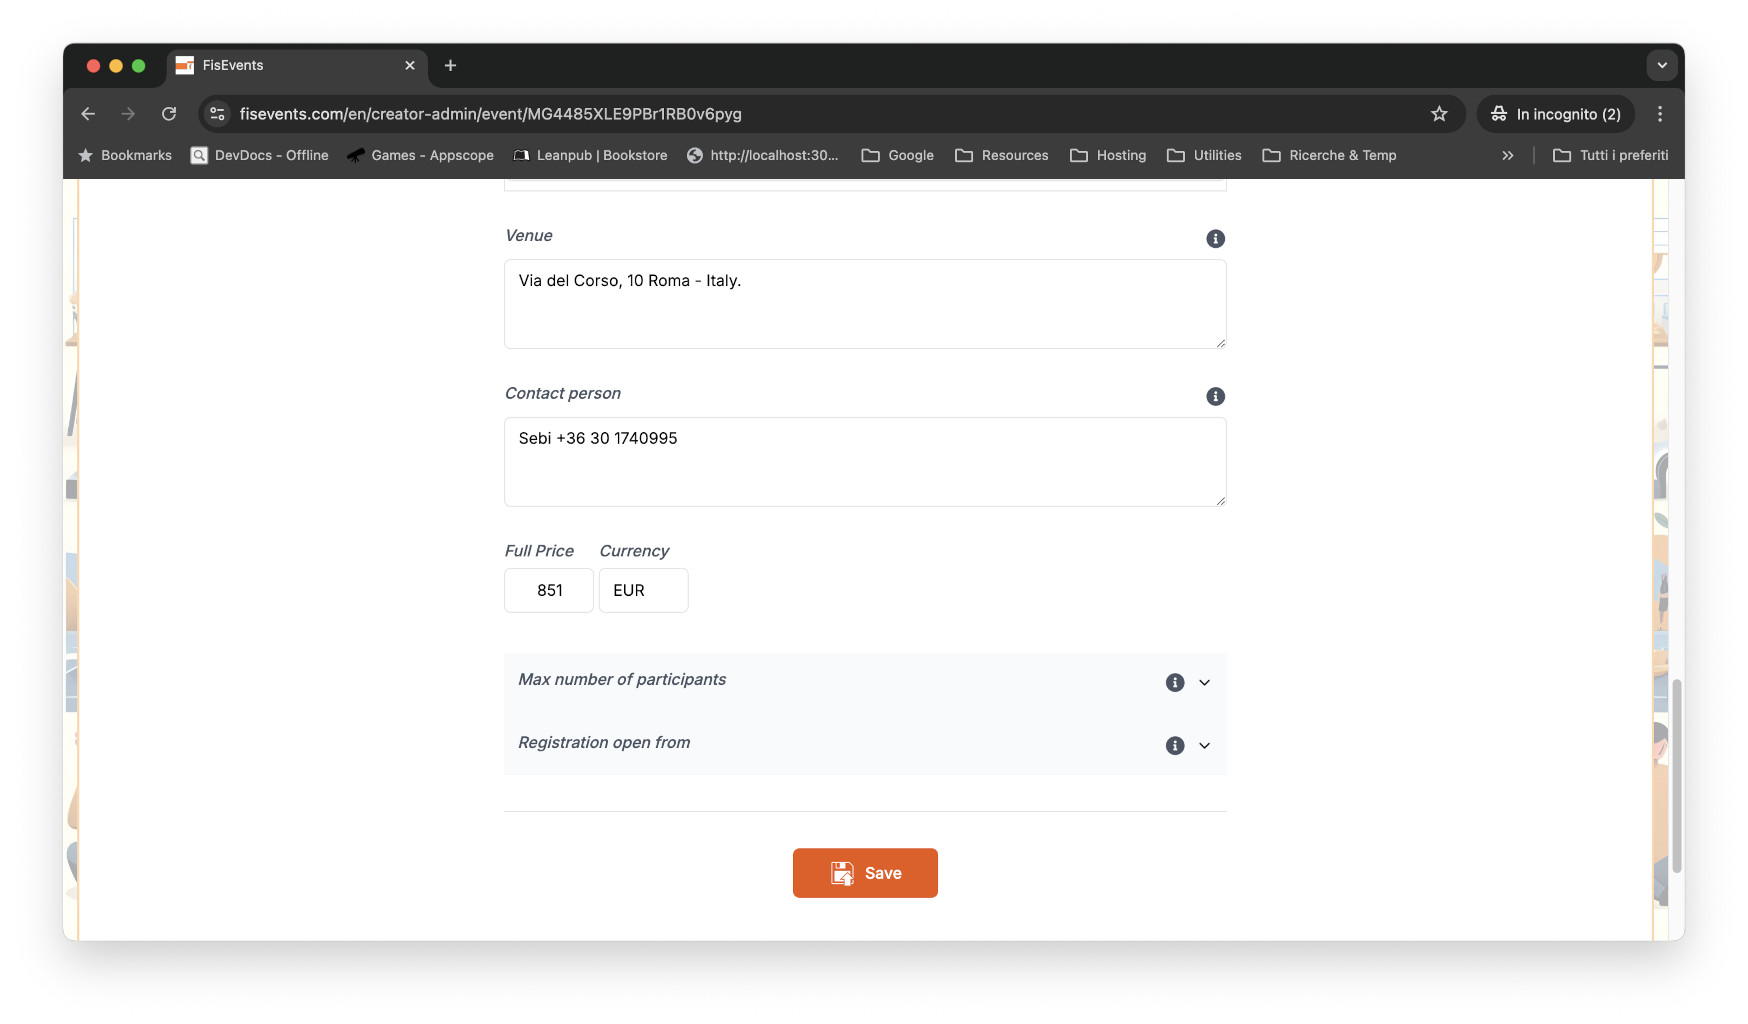 FisEvents
fisevents.com/en/creator-admin/event/MG4485XLE9PBr1RB0v6pyg
In incognito (2)
Bookmarks
DevDocs - Offline
Games - Appscope
Leanpub | Bookstore
http://localhost:30...
Google
Resources
Hosting
Utilities
Ricerche & Temp
Tutti i preferiti
Venue
Via del Corso, 10 Roma - Italy.
Contact person
Sebi +36 30 1740995
Full Price Currency
851 EUR
Max number of participants
Registration open from
Save